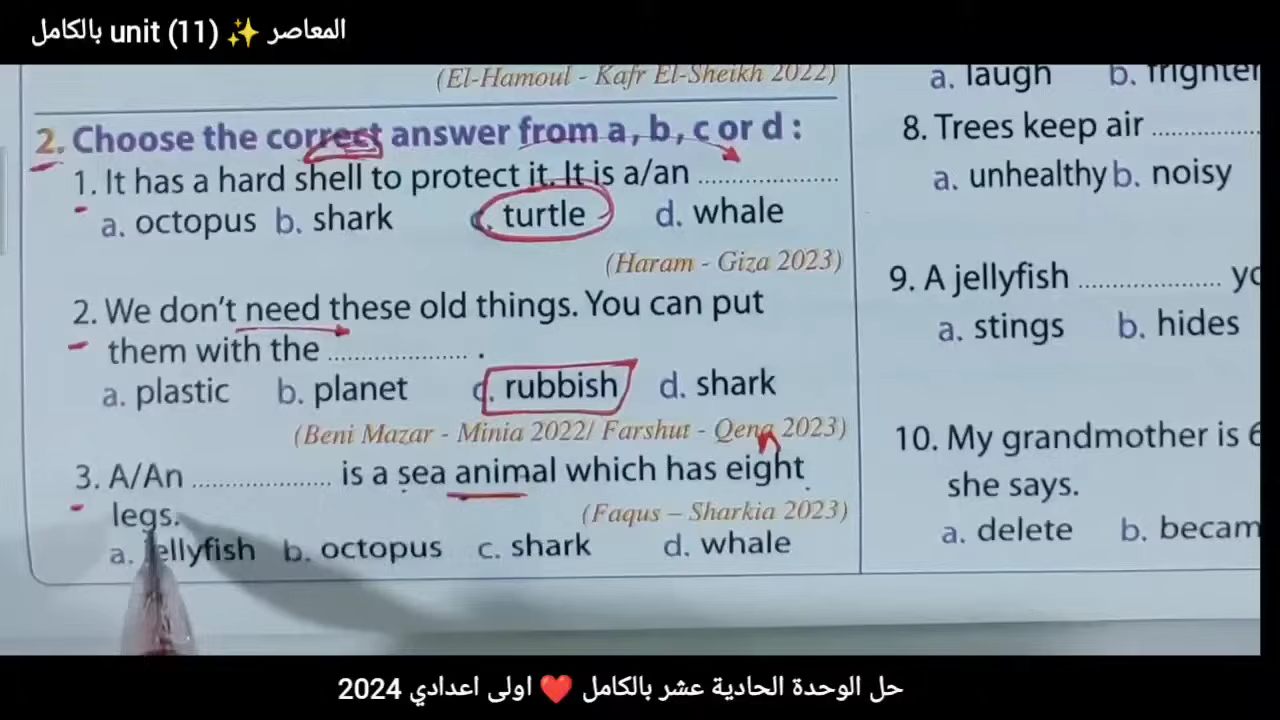 المعاصر ✨ unit (11) بالكامل
(El-Hamoul - Kafr El-Sheikh 2022)
2. Choose the correct answer from a, b, c or d :
1. It has a hard shell to protect it. It is a/an ....................
a. octopus b. shark c. turtle d. whale
(Haram - Giza 2023)
2. We don't need these old things. You can put
them with the .................... .
a. plastic b. planet c. rubbish d. shark
(Beni Mazar - Minia 2022/ Farshut - Qena 2023)
3. A/An .................... is a sea animal which has eight
legs. (Faqus – Sharkia 2023)
a. jellyfish b. octopus c. shark d. whale
a. laugh b.
8. Trees keep air ...............
a. unhealthy b. noisy
9. A jellyfish ....................
a. stings b. hides
10. My grandmother is 6
she says.
a. delete b. becam
حل الوحدة الحادية عشر بالكامل ❤️ اولى اعدادي 2024